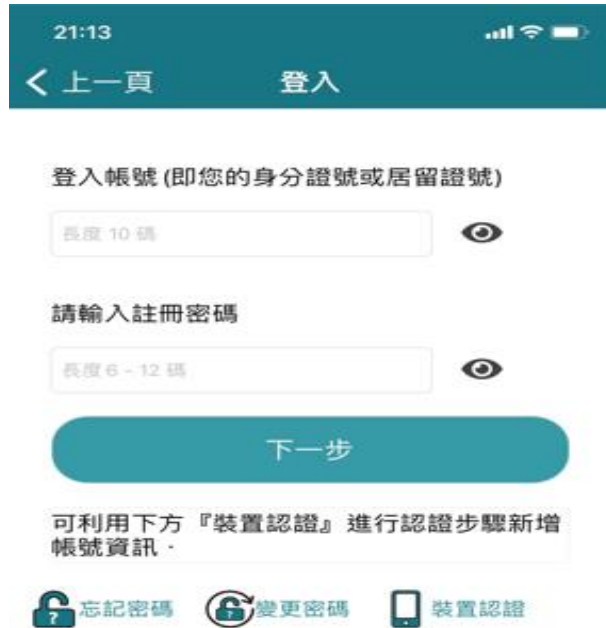 21:13
上一頁 登入
登入帳號(即您的身分證號或居留證號)
長度 10 碼
請輸入註冊密碼
長度 6 - 12 碼
下一步
可利用下方『裝置認證』進行認證步驟新增
帳號資訊．
忘記密碼 變更密碼 裝置認證